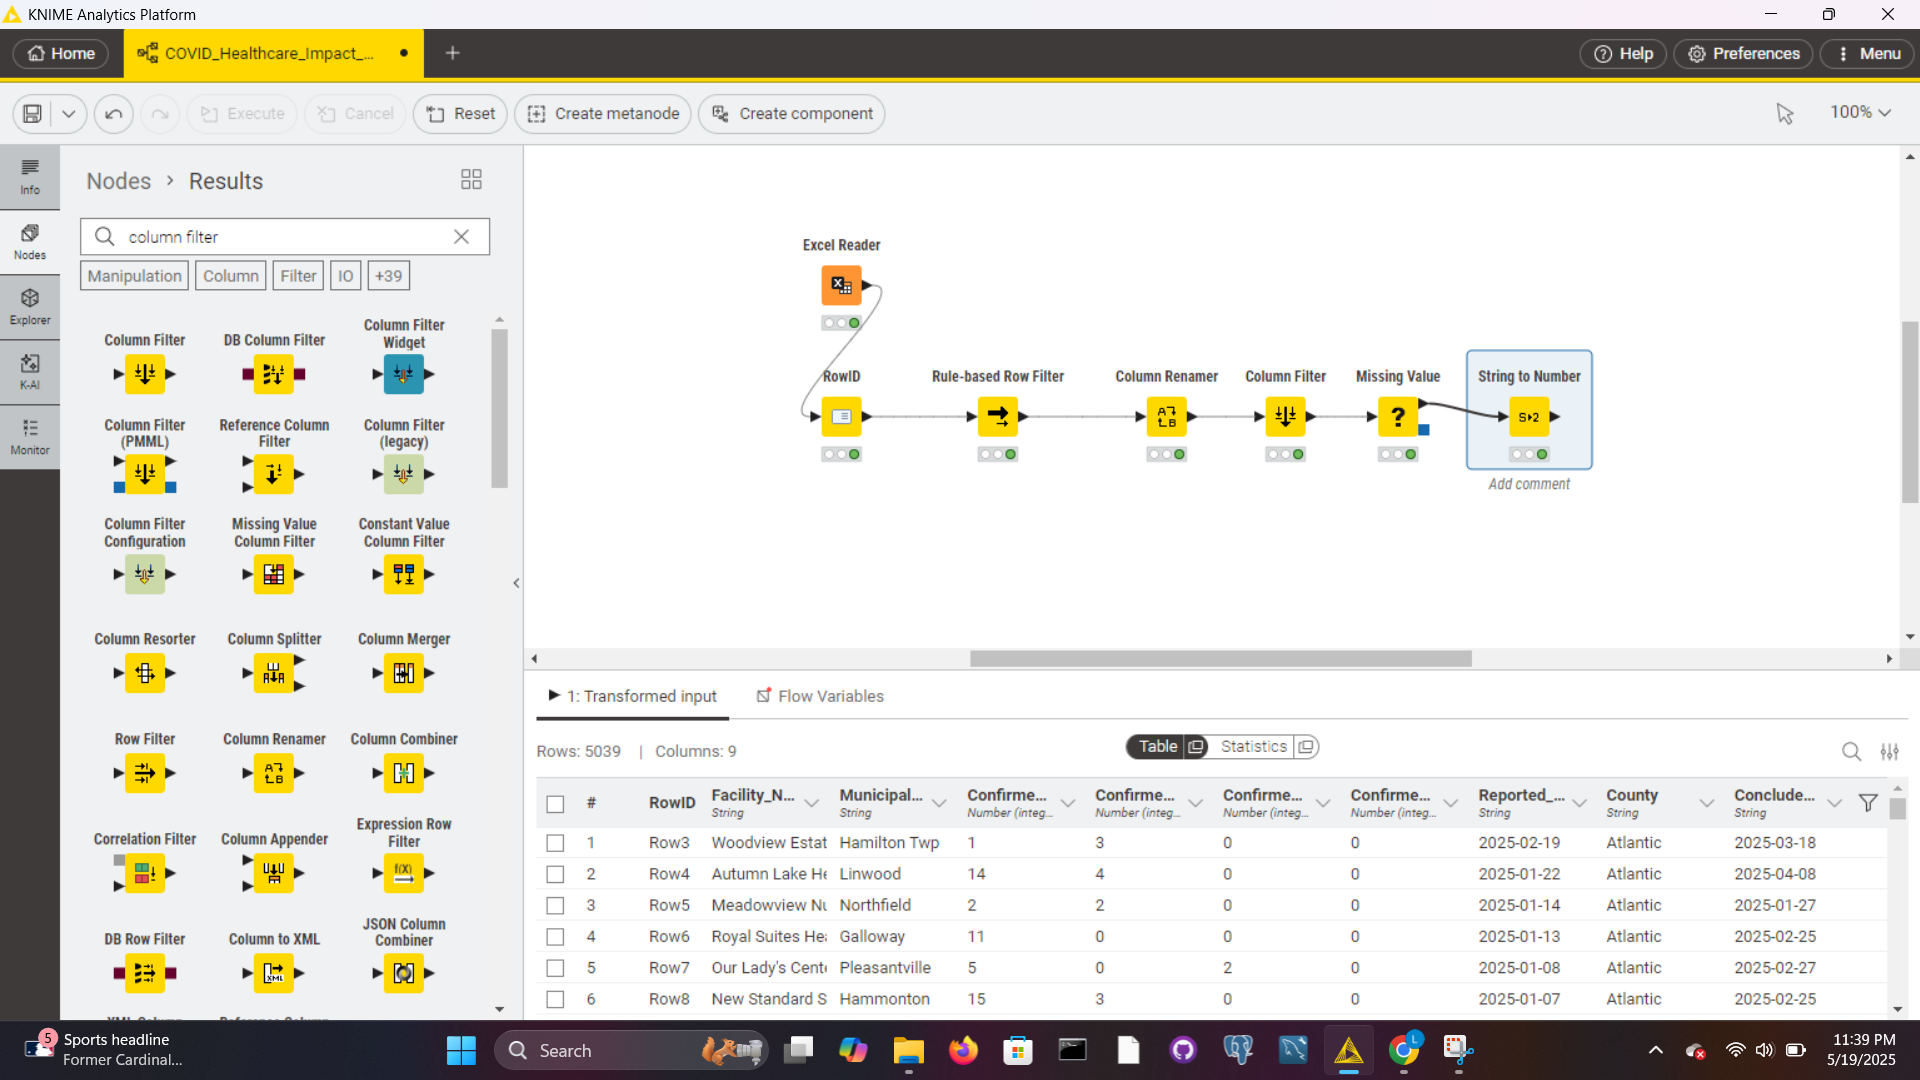 KNIME Analytics Platform
Home
COVID_Healthcare_Impact_...
Help
Preferences
Menu
Execute
Cancel
Reset
Create metanode
Create component
100%
Info
Nodes
Explorer
K-AI
Monitor
Nodes > Results
column filter
Manipulation
Column
Filter
IO
+39
Column Filter
DB Column Filter
Column Filter
Widget
Column Filter
(PMML)
Reference Column
Filter
Column Filter
(legacy)
Column Filter
Configuration
Missing Value
Column Filter
Constant Value
Column Filter
Column Resorter
Column Splitter
Column Merger
Row Filter
Column Renamer
Column Combiner
Correlation Filter
Column Appender
Expression Row
Filter
f(X)
DB Row Filter
Column to XML
XML
JSON Column
Combiner
Excel Reader
RowID
Rule-based Row Filter
Column Renamer
Column Filter
Missing Value
?
String to Number
S 2
Add comment
1: Transformed input
Flow Variables
Rows: 5039 | Columns: 9
Table
Statistics
# RowID Facility_N... Municipal... Confirme... Confirme... Confirme... Confirme... Reported_... County Conclude...
String String Number (integ... Number (integ... Number (integ... Number (integ... String String String
1 Row3 Woodview Estat Hamilton Twp 1 3 0 0 2025-02-19 Atlantic 2025-03-18
2 Row4 Autumn Lake He Linwood 14 4 0 0 2025-01-22 Atlantic 2025-04-08
3 Row5 Meadowview Nu Northfield 2 2 0 0 2025-01-14 Atlantic 2025-01-27
4 Row6 Royal Suites Hea Galloway 11 0 0 0 2025-01-13 Atlantic 2025-02-25
5 Row7 Our Lady's Cente Pleasantville 5 0 2 0 2025-01-08 Atlantic 2025-02-27
6 Row8 New Standard S Hammonton 15 3 0 0 2025-01-07 Atlantic 2025-02-25
5
Sports headline
Former Cardinal...
Search
L
11:39 PM
5/19/2025